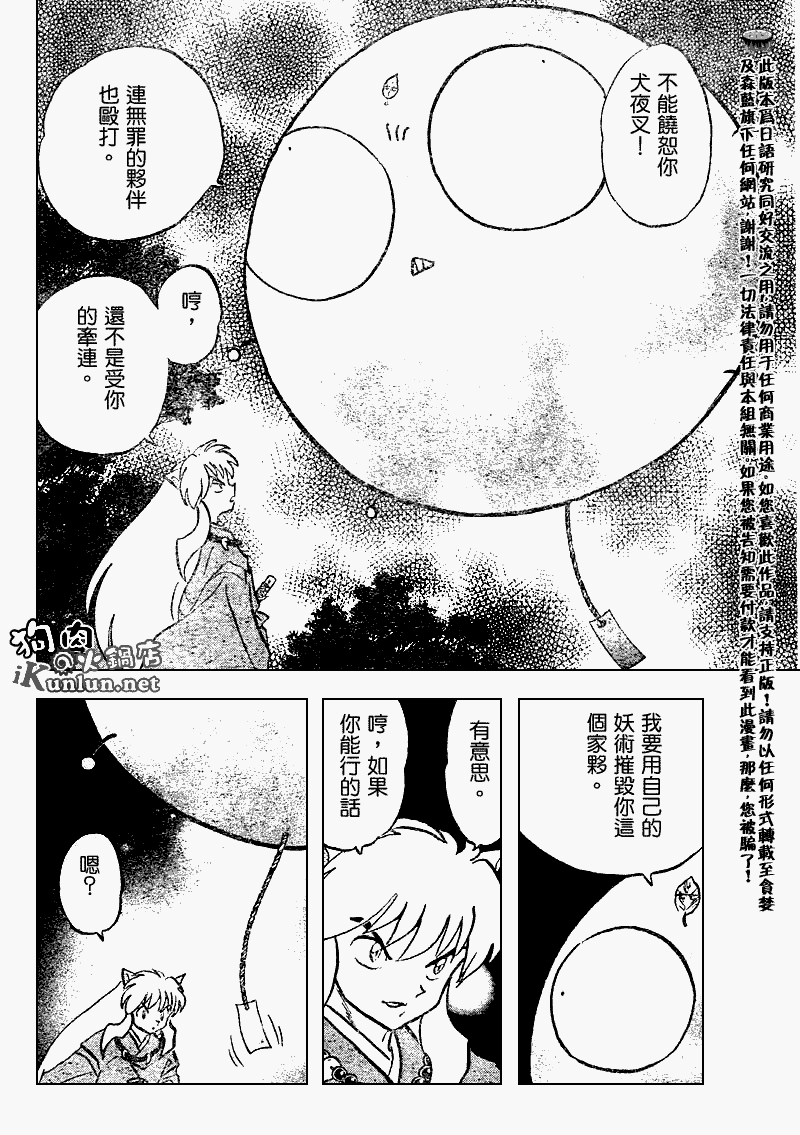 此版本爲日語研究同好交流之用，請勿用于任何商業用途。如您喜歡此作品，請支持正版！請勿以任何形式轉載至貪婪
及森藍旗下任何網站，謝謝！一切法律責任與本組無關。如果您被告知需要付款才能看到此漫畫，那麼，您被騙了！
不能饒恕你
犬夜叉！
連無罪的夥伴
也毆打。
哼，
還不是受你
的牽連。
狗肉
@火鍋店
iKunlun.net
我要用自己的
妖術摧毀你這
個家夥。
有意思。
哼，如果
你能行的話
嗯？